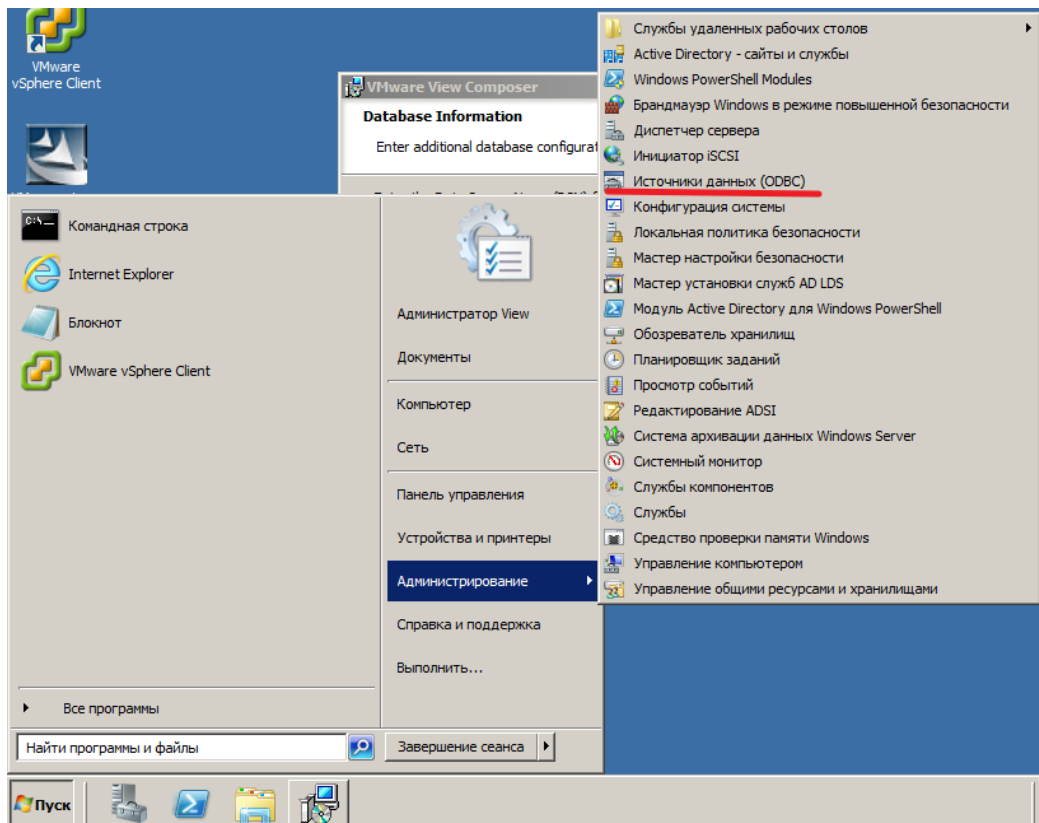 VMware
vSphere Client
VMware View Composer
Database Information
Enter additional database configurat
Командная строка
Internet Explorer
Блокнот
VMware vSphere Client
Все программы
Найти программы и файлы
Администратор View
Документы
Компьютер
Сеть
Панель управления
Устройства и принтеры
Администрирование
Справка и поддержка
Выполнить...
Завершение сеанса
Службы удаленных рабочих столов
Active Directory - сайты и службы
Windows PowerShell Modules
Брандмауэр Windows в режиме повышенной безопасности
Диспетчер сервера
Инициатор iSCSI
Источники данных (ODBC)
Конфигурация системы
Локальная политика безопасности
Мастер настройки безопасности
Мастер установки служб AD LDS
Модуль Active Directory для Windows PowerShell
Обозреватель хранилищ
Планировщик заданий
Просмотр событий
Редактирование ADSI
Система архивации данных Windows Server
Системный монитор
Службы компонентов
Службы
Средство проверки памяти Windows
Управление компьютером
Управление общими ресурсами и хранилищами
Пуск